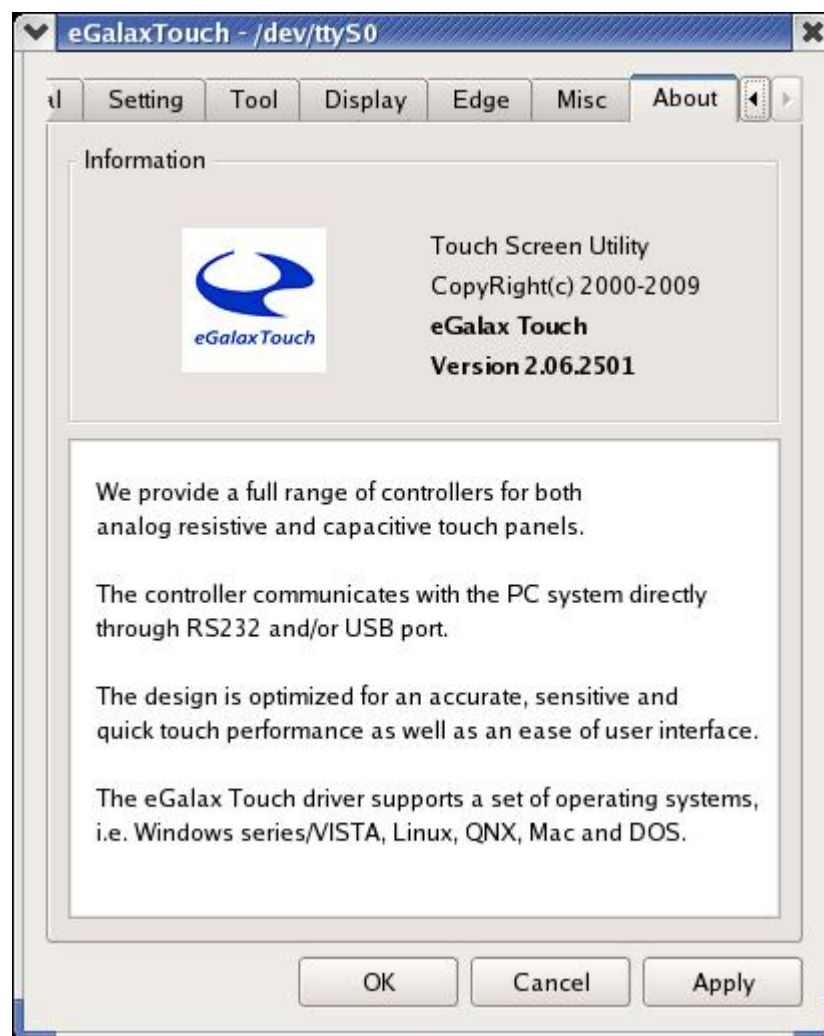 eGalaxTouch - /dev/ttyS0
Setting Tool Display Edge Misc About
Information
eGalaxTouch
Touch Screen Utility
CopyRight(c) 2000-2009
eGalax Touch
Version 2.06.2501
We provide a full range of controllers for both
analog resistive and capacitive touch panels.
The controller communicates with the PC system directly
through RS232 and/or USB port.
The design is optimized for an accurate, sensitive and
quick touch performance as well as an ease of user interface.
The eGalax Touch driver supports a set of operating systems,
i.e. Windows series/VISTA, Linux, QNX, Mac and DOS.
OK Cancel Apply